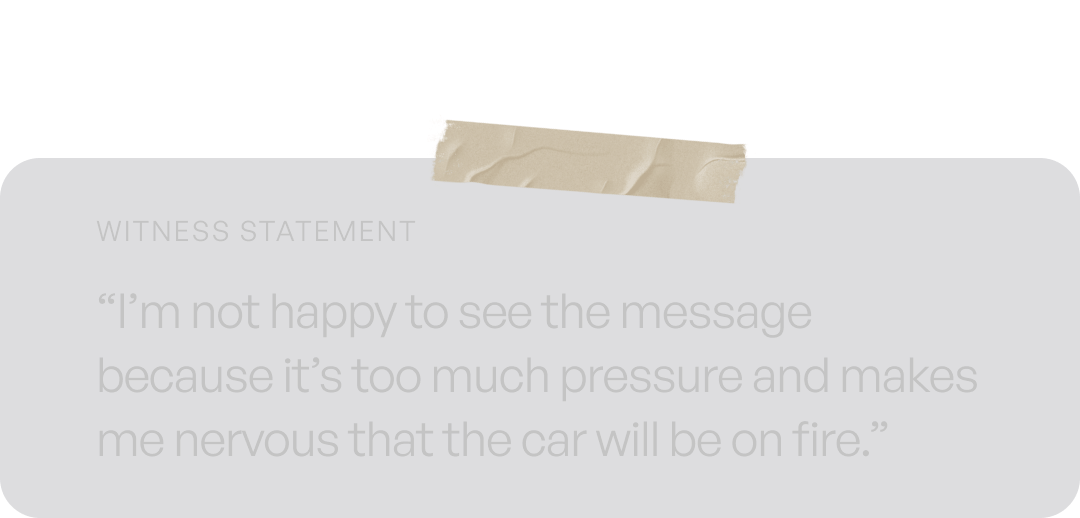 WITNESS STATEMENT
“I’m not happy to see the message
because it’s too much pressure and makes
me nervous that the car will be on fire.”